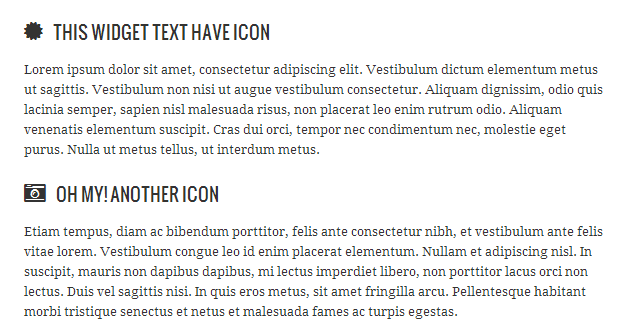 THIS WIDGET TEXT HAVE ICON
Lorem ipsum dolor sit amet, consectetur adipiscing elit. Vestibulum dictum elementum metus
ut sagittis. Vestibulum non nisi ut augue vestibulum consectetur. Aliquam dignissim, odio quis
lacinia semper, sapien nisl malesuada risus, non placerat leo enim rutrum odio. Aliquam
venenatis elementum suscipit. Cras dui orci, tempor nec condimentum nec, molestie eget
purus. Nulla ut metus tellus, ut interdum metus.
OH MY! ANOTHER ICON
Etiam tempus, diam ac bibendum porttitor, felis ante consectetur nibh, et vestibulum ante felis
vitae lorem. Vestibulum congue leo id enim placerat elementum. Nullam et adipiscing nisl. In
suscipit, mauris non dapibus dapibus, mi lectus imperdiet libero, non porttitor lacus orci non
lectus. Duis vel sagittis nisi. In quis eros metus, sit amet fringilla arcu. Pellentesque habitant
morbi tristique senectus et netus et malesuada fames ac turpis egestas.